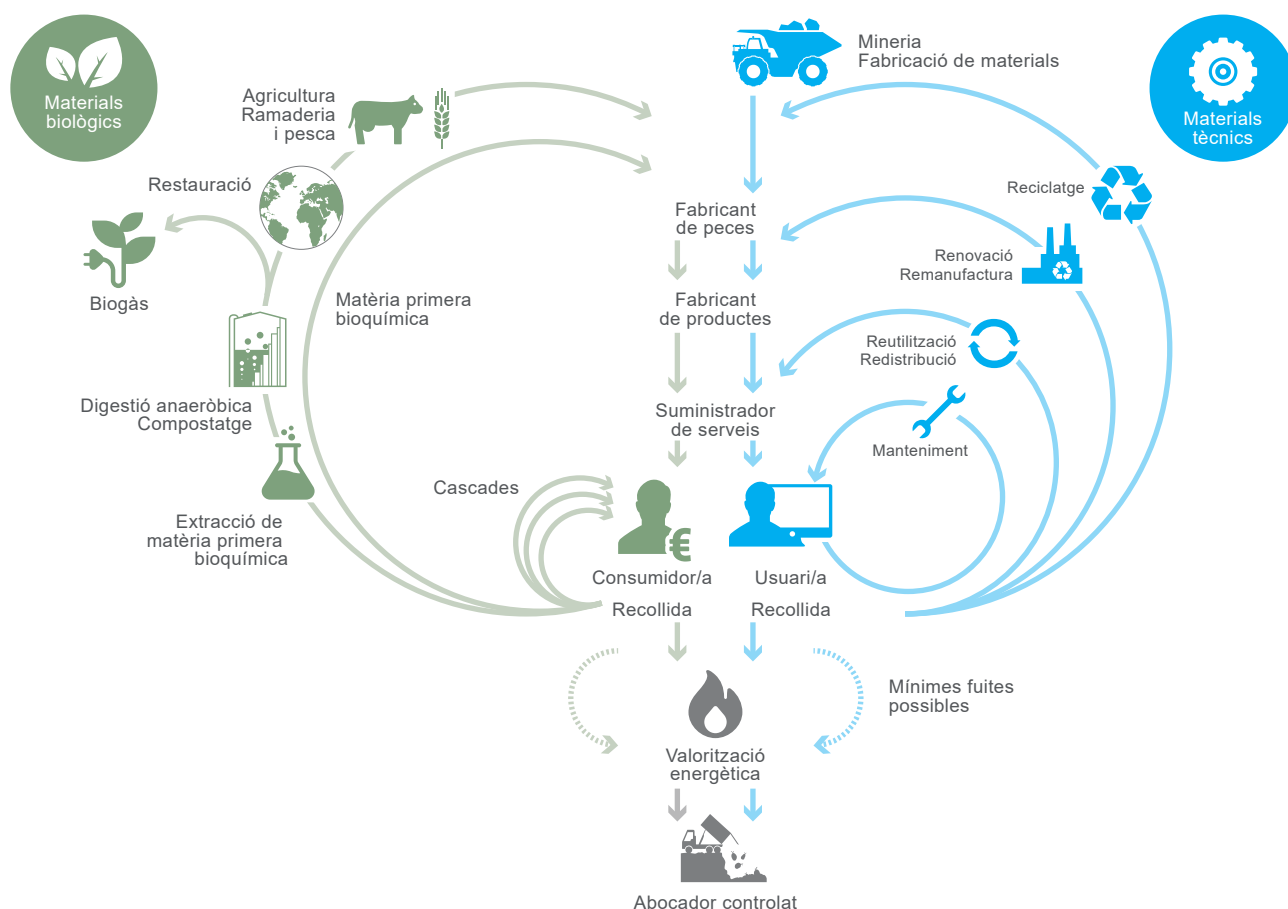 Materials
biològics
Agricultura
Ramaderia
i pesca
Mineria
Fabricació de materials
Materials
tècnics
Restauració
Reciclatge
Fabricant
de peces
Renovació
Remanufactura
Biogàs
Matèria primera
bioquímica
Fabricant
de productes
Reutilització
Redistribució
Digestió anaeròbica
Compostatge
Suministrador
de serveis
Manteniment
Cascades
Extracció de
matèria primera
bioquímica
€
Consumidor/a
Usuari/a
Recollida
Recollida
Mínimes fuites
possibles
Valorització
energètica
Abocador controlat